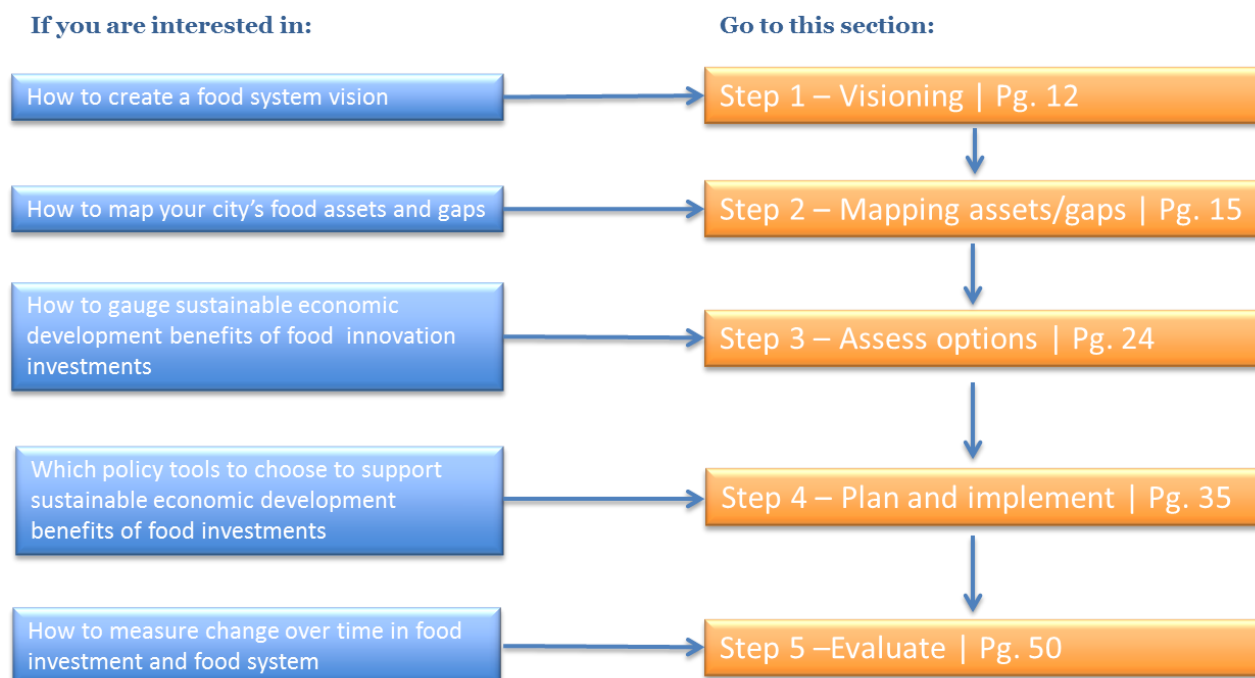 If you are interested in:
Go to this section:
How to create a food system vision
Step 1 – Visioning | Pg. 12
How to map your city’s food assets and gaps
Step 2 – Mapping assets/gaps | Pg. 15
How to gauge sustainable economic
development benefits of food  innovation
investments
Step 3 – Assess options | Pg. 24
Which policy tools to choose to support
sustainable economic development
benefits of food investments
Step 4 – Plan and implement | Pg. 35
How to measure change over time in food
investment and food system
Step 5 –Evaluate | Pg. 50